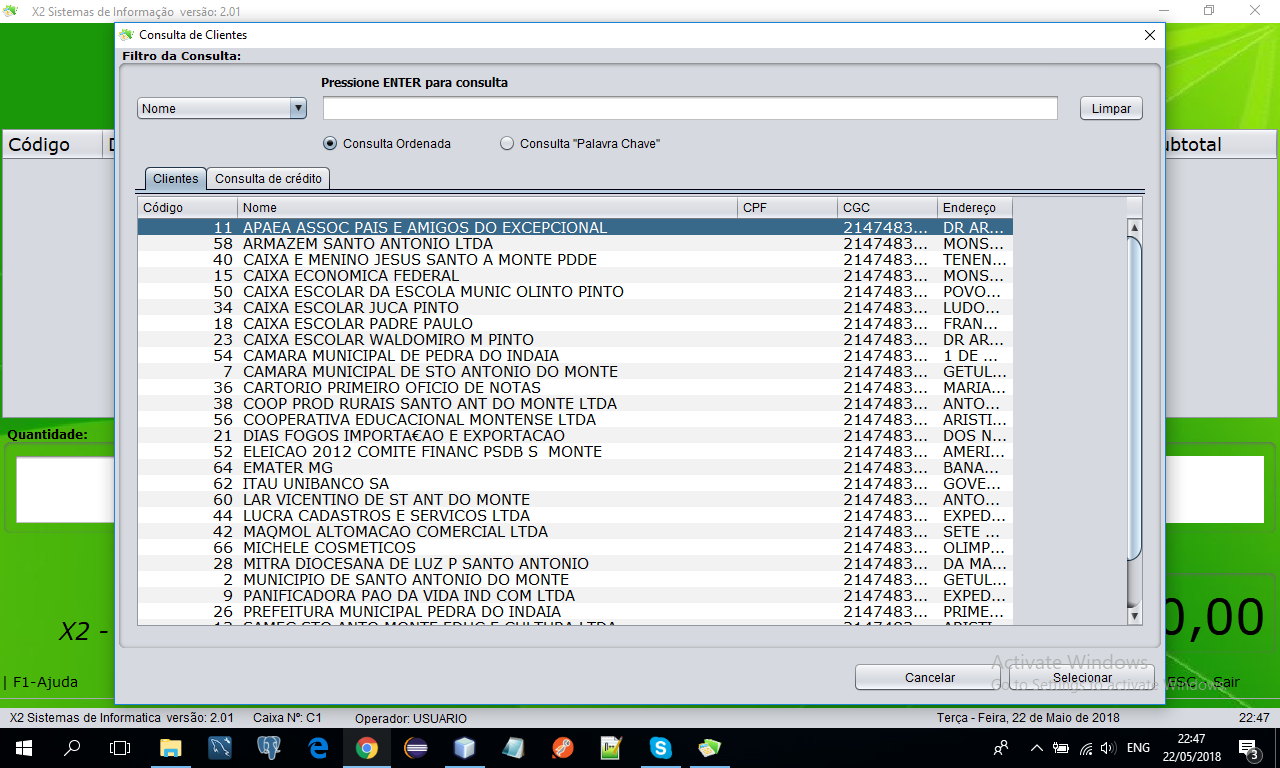 X2 Sistemas de Informação versão: 2.01
Consulta de Clientes
Filtro da Consulta:
Pressione ENTER para consulta
Nome
Limpar
Consulta Ordenada
Consulta "Palavra Chave"
Código
Clientes
Consulta de crédito
Código Nome CPF CGC Endereço
11 APAEA ASSOC PAIS E AMIGOS DO EXCEPCIONAL 2147483... DR AR...
58 ARMAZEM SANTO ANTONIO LTDA 2147483... MONS...
40 CAIXA E MENINO JESUS SANTO A MONTE PDDE 2147483... TENEN...
15 CAIXA ECONOMICA FEDERAL 2147483... MONS...
50 CAIXA ESCOLAR DA ESCOLA MUNIC OLINTO PINTO 2147483... POVO...
34 CAIXA ESCOLAR JUCA PINTO 2147483... LUDO...
18 CAIXA ESCOLAR PADRE PAULO 2147483... FRAN...
23 CAIXA ESCOLAR WALDOMIRO M PINTO 2147483... DR AR...
54 CAMARA MUNICIPAL DE PEDRA DO INDAIA 2147483... 1 DE ...
7 CAMARA MUNICIPAL DE STO ANTONIO DO MONTE 2147483... GETUL...
36 CARTORIO PRIMEIRO OFICIO DE NOTAS 2147483... MARIA...
38 COOP PROD RURAIS SANTO ANT DO MONTE LTDA 2147483... ANTO...
56 COOPERATIVA EDUCACIONAL MONTENSE LTDA 2147483... ARISTI...
21 DIAS FOGOS IMPORTA€AO E EXPORTACAO 2147483... DOS N...
52 ELEICAO 2012 COMITE FINANC PSDB S MONTE 2147483... AMERI...
64 EMATER MG 2147483... BANA...
62 ITAU UNIBANCO SA 2147483... GOVE...
60 LAR VICENTINO DE ST ANT DO MONTE 2147483... ANTO...
44 LUCRA CADASTROS E SERVICOS LTDA 2147483... EXPED...
42 MAQMOL ALTOMACAO COMERCIAL LTDA 2147483... SETE ...
66 MICHELE COSMETICOS 2147483... OLIMP...
28 MITRA DIOCESANA DE LUZ P SANTO ANTONIO 2147483... DA MA...
2 MUNICIPIO DE SANTO ANTONIO DO MONTE 2147483... GETUL...
9 PANIFICADORA PAO DA VIDA IND COM LTDA 2147483... EXPED...
26 PREFEITURA MUNICIPAL PEDRA DO INDAIA 2147483... PRIME...
Quantidade:
X2 -
0,00
Cancelar
Selecionar
Activate Windows
Go to Settings to activate Windows.
| F1-Ajuda
ESC - Sair
X2 Sistemas de Informatica versão: 2.01 Caixa Nº: C1 Operador: USUARIO Terça - Feira, 22 de Maio de 2018 22:47
ENG
22:47
22/05/2018
3